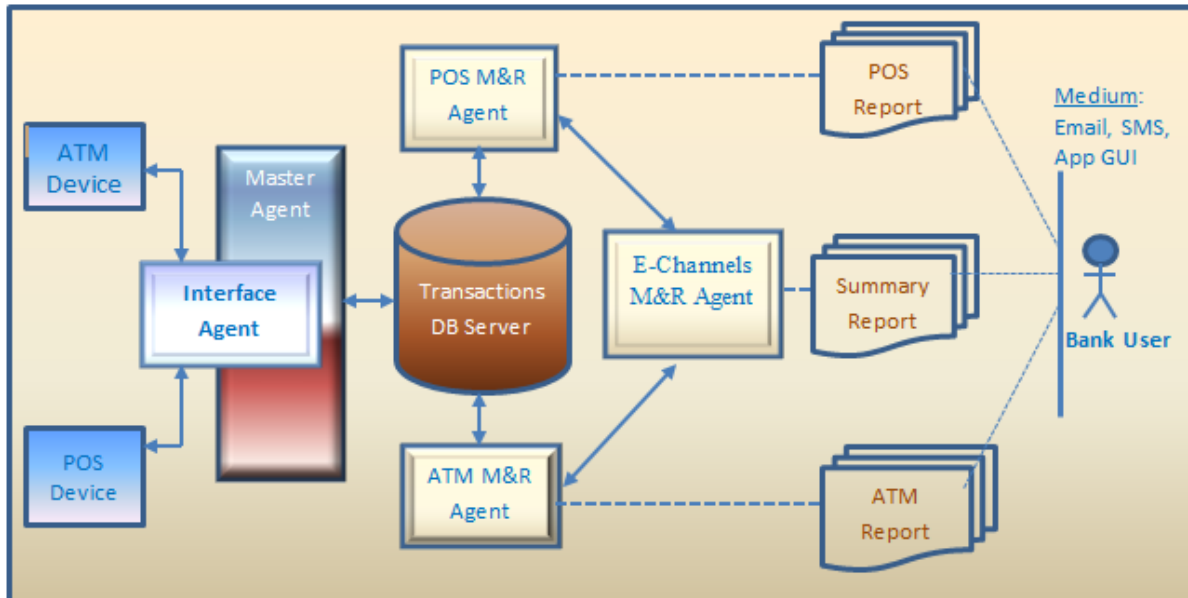 ATM
Device
POS
Device
Master
Agent
Interface
Agent
POS M&R
Agent
Transactions
DB Server
ATM M&R
Agent
E-Channels
M&R Agent
POS
Report
Summary
Report
ATM
Report
Medium:
Email, SMS,
App GUI
Bank User